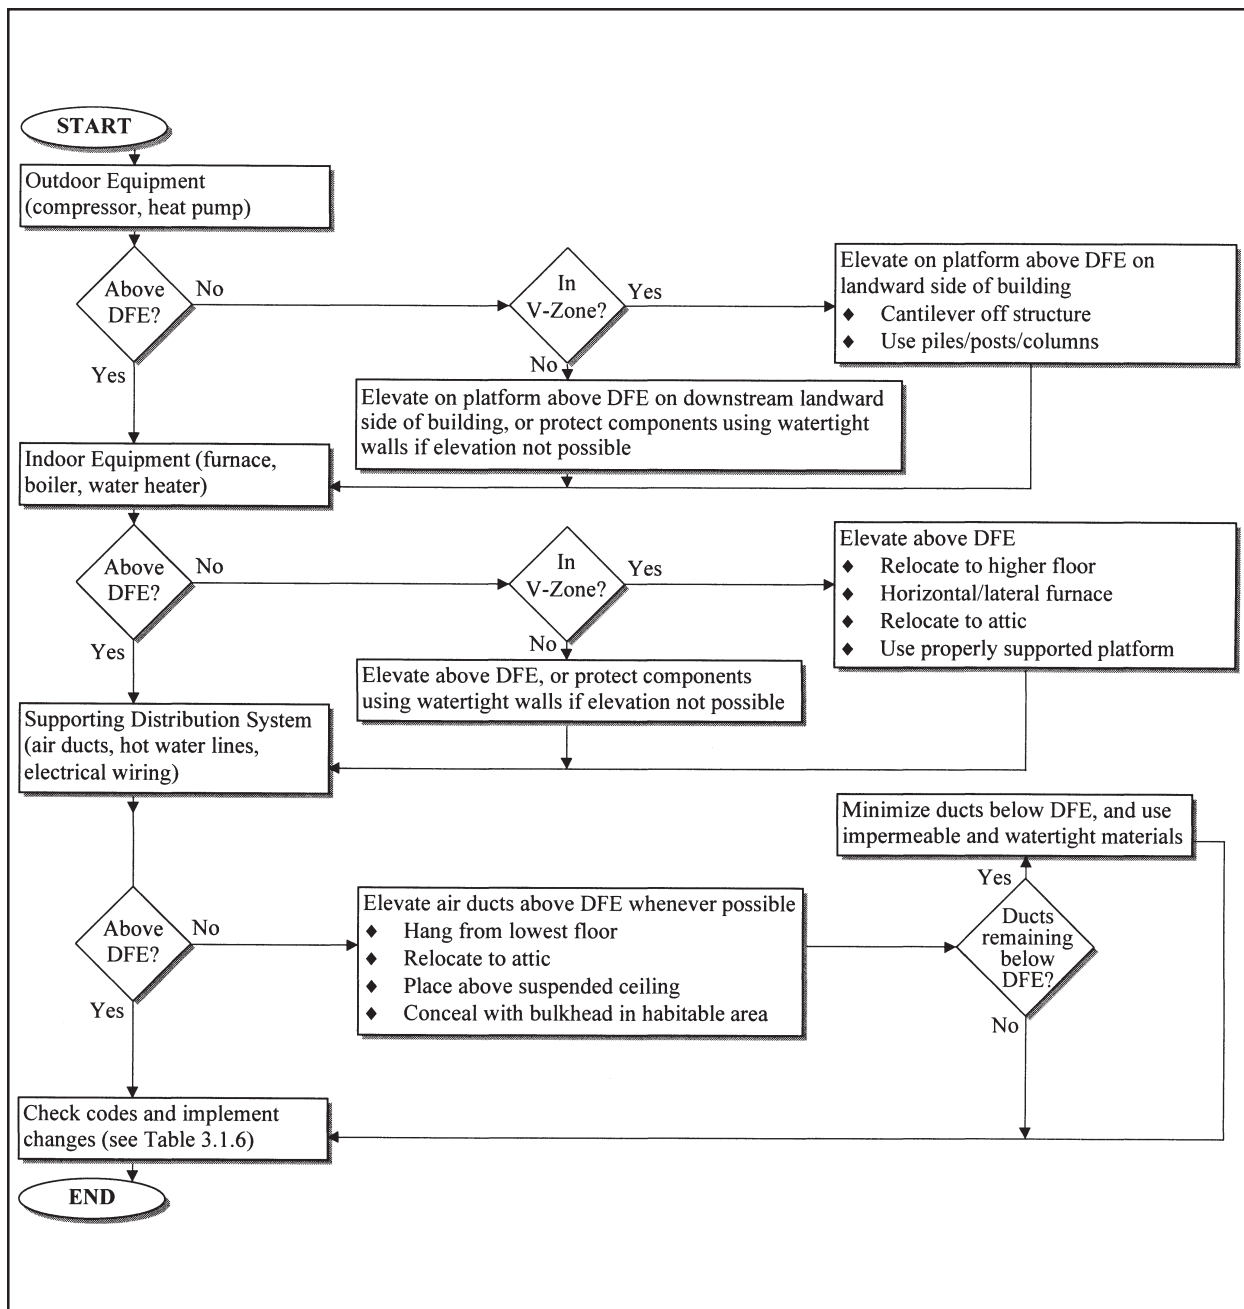 START
Outdoor Equipment
(compressor, heat pump)
Above
DFE?
No
Yes
In
V-Zone?
Yes
No
Elevate on platform above DFE on
landward side of building
♦ Cantilever off structure
♦ Use piles/posts/columns
Elevate on platform above DFE on downstream landward
side of building, or protect components using watertight
walls if elevation not possible
Indoor Equipment (furnace,
boiler, water heater)
Above
DFE?
No
Yes
In
V-Zone?
Yes
No
Elevate above DFE
♦ Relocate to higher floor
♦ Horizontal/lateral furnace
♦ Relocate to attic
♦ Use properly supported platform
Elevate above DFE, or protect components
using watertight walls if elevation not possible
Supporting Distribution System
(air ducts, hot water lines,
electrical wiring)
Above
DFE?
No
Yes
Elevate air ducts above DFE whenever possible
♦ Hang from lowest floor
♦ Relocate to attic
♦ Place above suspended ceiling
♦ Conceal with bulkhead in habitable area
Minimize ducts below DFE, and use
impermeable and watertight materials
Yes
Ducts
remaining
below
DFE?
No
Check codes and implement
changes (see Table 3.1.6)
END